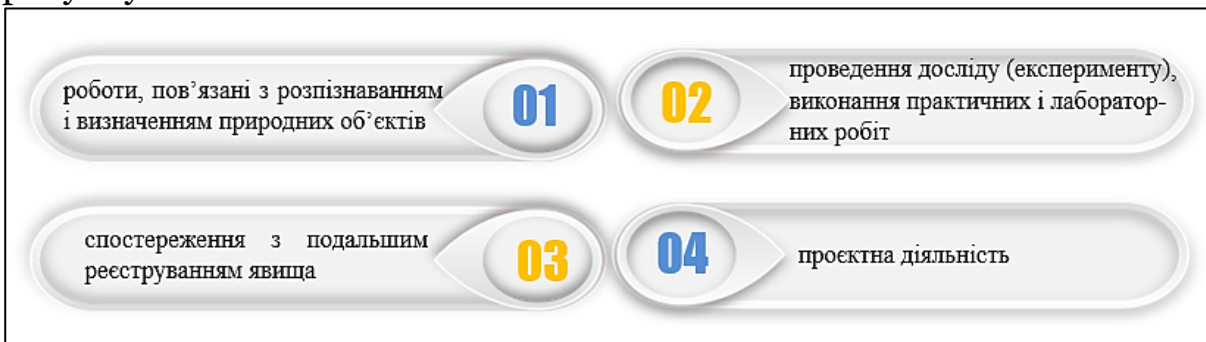 роботи, пов’язані з розпізнаванням
і визначенням природних об’єктів
01
02
проведення досліду (експерименту),
виконання практичних і лаборатор-
них робіт
спостереження з подальшим
реєструванням явища
03
04
проєктна діяльність